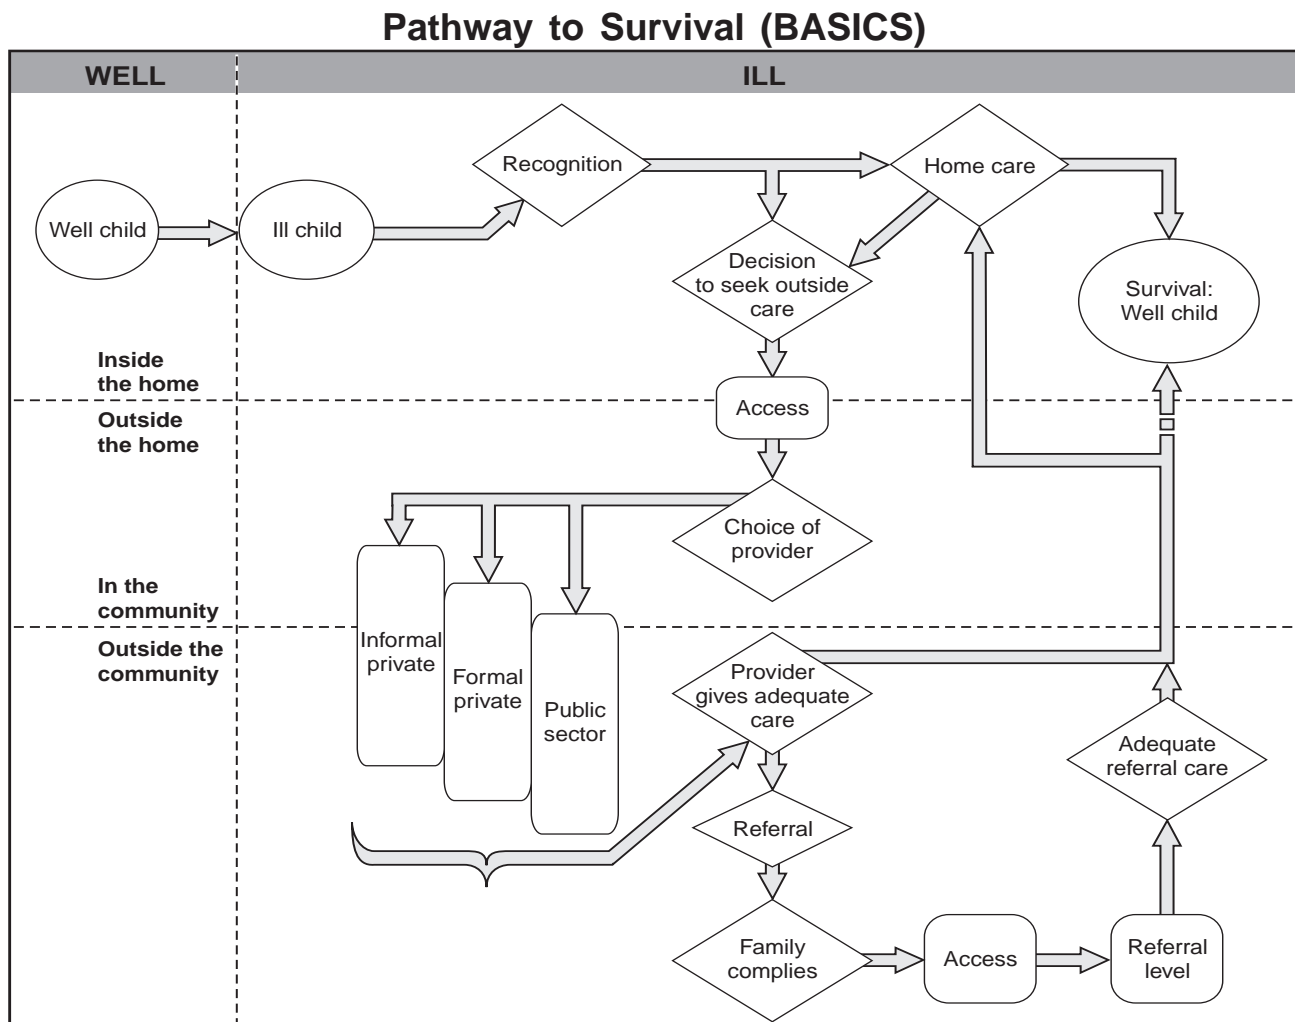 Pathway to Survival (BASICS)
WELL
ILL
Well child
Ill child
Recognition
Home care
Decision
to seek outside
care
Survival:
Well child
Inside
the home
Access
Outside
the home
Choice of
provider
In the
community
Outside the
community
Informal
private
Formal
private
Public
sector
Provider
gives adequate
care
Adequate
referral care
Referral
Family
complies
Access
Referral
level